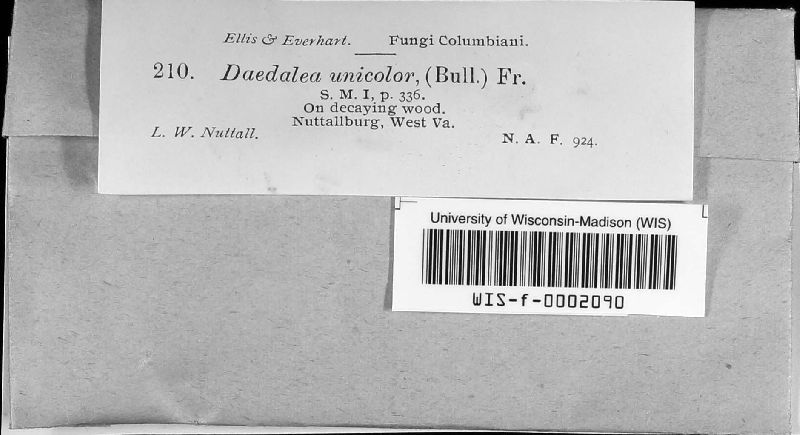 Ellis & Everhart. Fungi Columbiani.
210. Daedalea unicolor, (Bull.) Fr.
S. M. I, p. 336.
On decaying wood.
Nuttallburg, West Va.
L. W. Nuttall. N. A. F. 924.
University of Wisconsin-Madison (WIS)
WIS-f-0002090